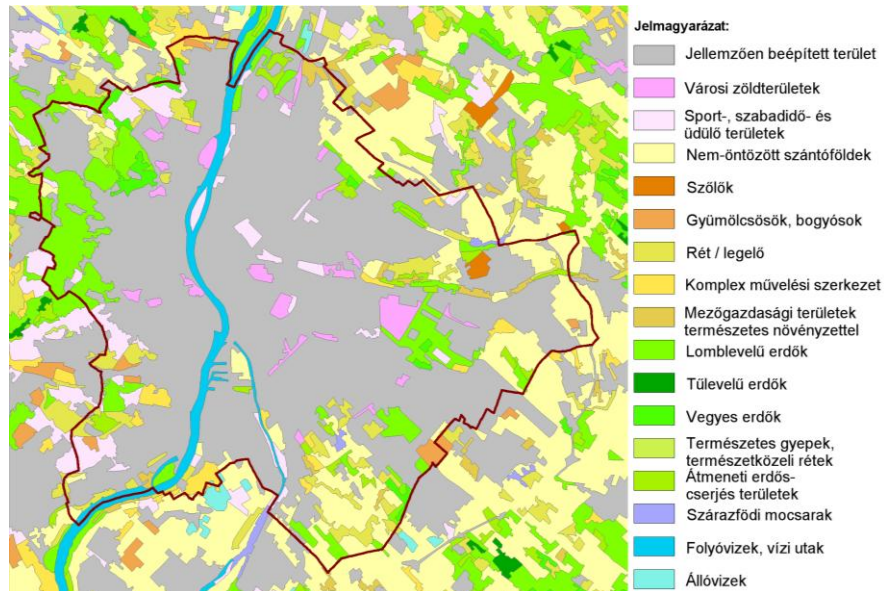 Jelmagyarázat:
Jellemzően beépített terület
Városi zöldterületek
Sport-, szabadidő- és
üdülő területek
Nem-öntözött szántóföldek
Szőlők
Gyümölcsösök, bogyósok
Rét / legelő
Komplex művelési szerkezet
Mezőgazdasági területek
természetes növényzettel
Lomblevelű erdők
Tűlevelű erdők
Vegyes erdők
Természetes gyepek,
természetközeli rétek
Átmeneti erdős-
cserjés területek
Szárazfödi mocsarak
Folyóvizek, vízi utak
Állóvizek